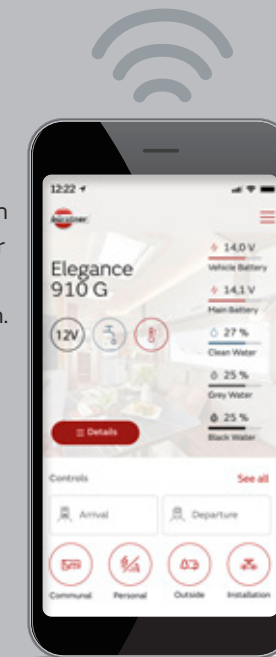 n
r
n.
12:22
bürstner
Elegance
910 G
12V
Details
14,0 V
Vehicle Battery
14,1 V
Main Battery
27 %
Clean Water
25 %
Grey Water
25 %
Black Water
Controls
See all
Arrival
Departure
Communal
Personal
Outside
Installation